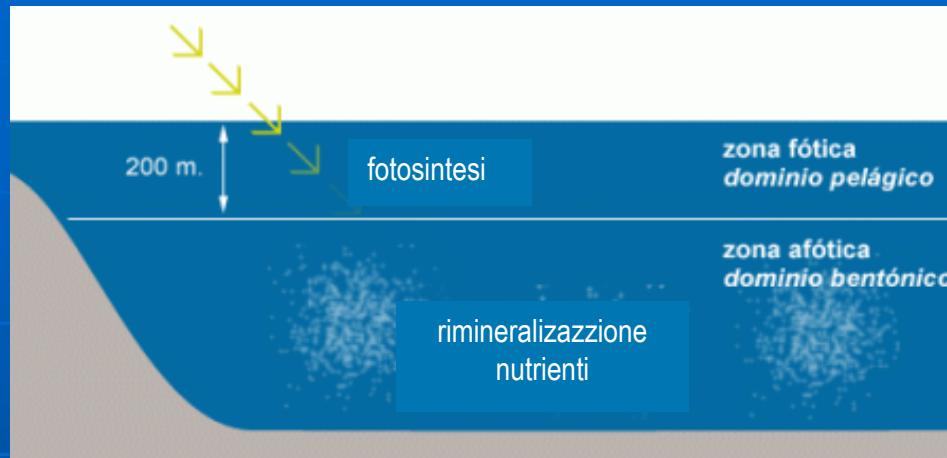 200 m.
fotosintesi
zona fótica
dominio pelágico
zona afótica
dominio bentónico
rimineralizazzione
nutrienti